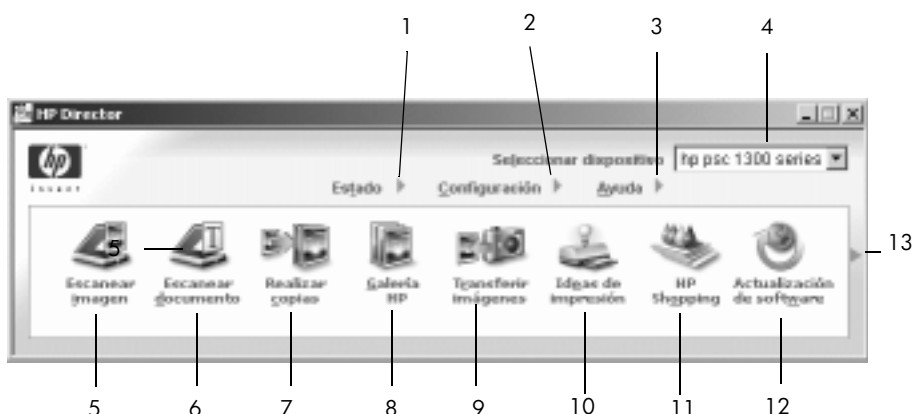 1
2
3
4
HP Director
hp
invent
Seleccionar dispositivo
hp psc 1300 series
Estado
Configuración
Ayuda
5
13
Escanear imagen
Escanear documento
Realizar copias
Galería HP
Transferir imágenes
Ideas de impresión
HP Shopping
Actualización de software
5
6
7
8
9
10
11
12